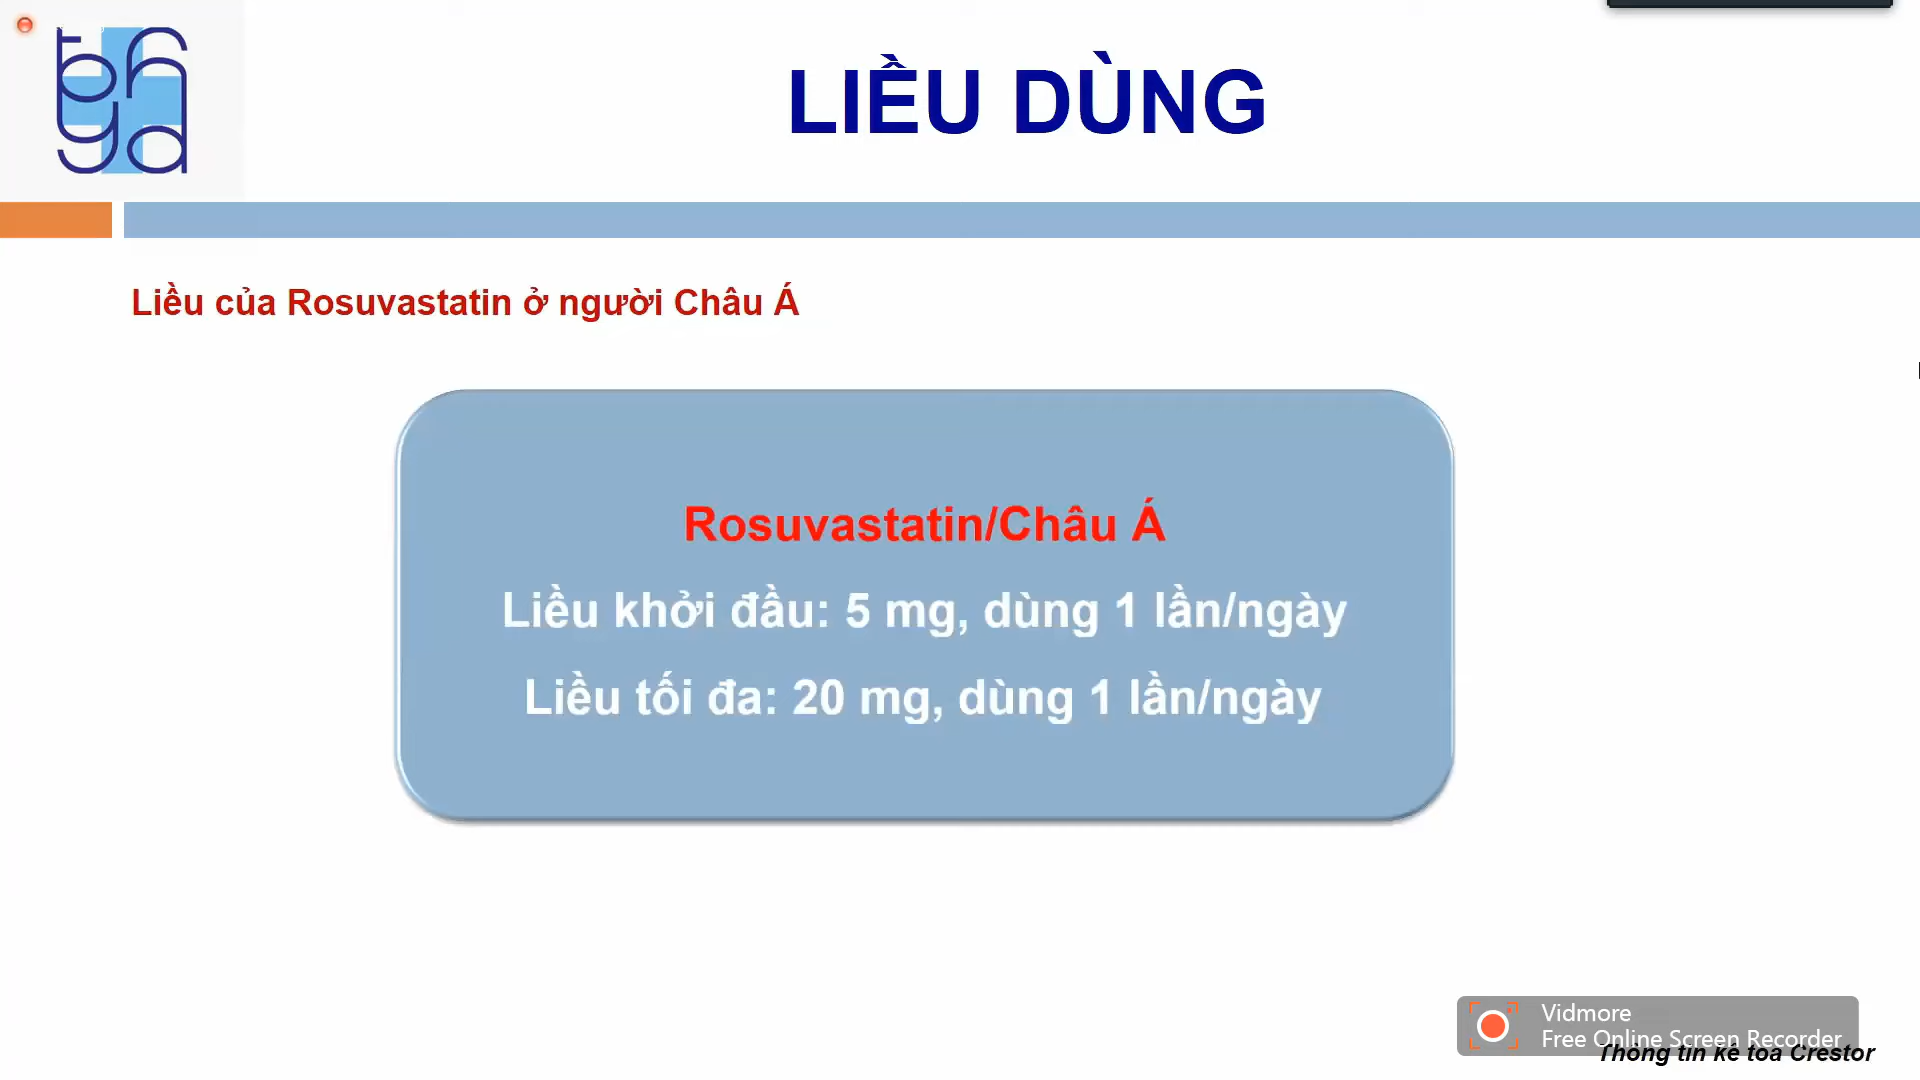 LIỀU DÙNG
Liều của Rosuvastatin ở người Châu Á
Rosuvastatin/Châu Á
Liều khởi đầu: 5 mg, dùng 1 lần/ngày
Liều tối đa: 20 mg, dùng 1 lần/ngày
Vidmore
Free Online Screen Recorder
Thông tin kê toa Crestor